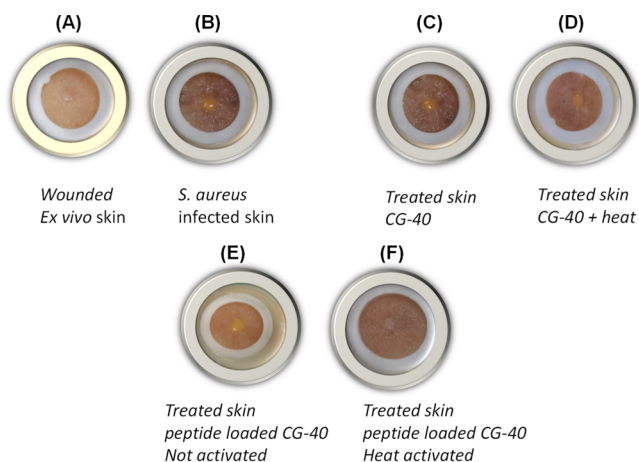 (A)
Wounded
Ex vivo skin
(B)
S. aureus
infected skin
(C)
Treated skin
CG-40
(D)
Treated skin
CG-40 + heat
(E)
Treated skin
peptide loaded CG-40
Not activated
(F)
Treated skin
peptide loaded CG-40
Heat activated